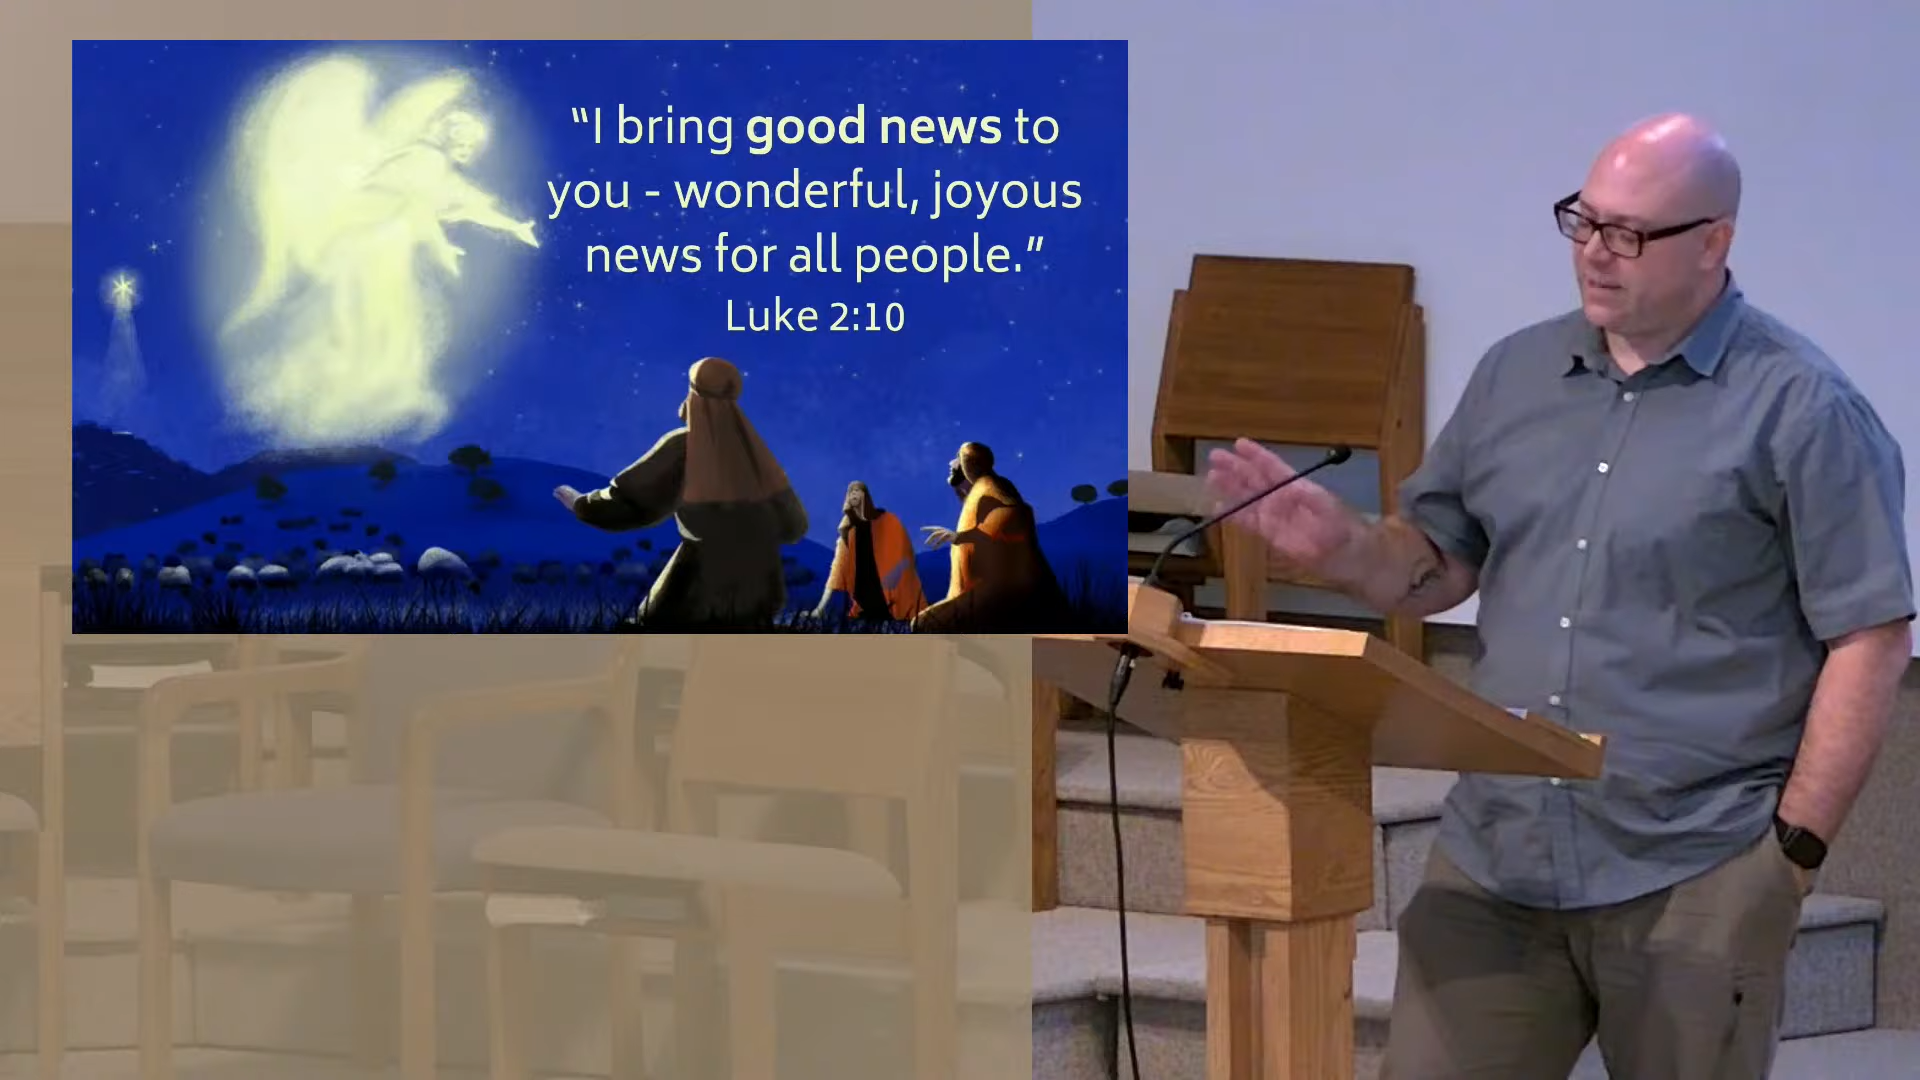 “I bring good news to
you - wonderful, joyous
news for all people.”
Luke 2:10